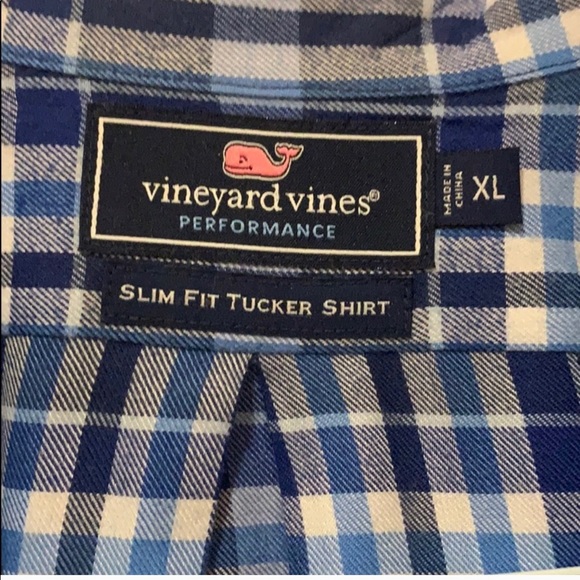 vineyard vines®
PERFORMANCE
SLIM FIT TUCKER SHIRT
MADE IN
CHINA
XL